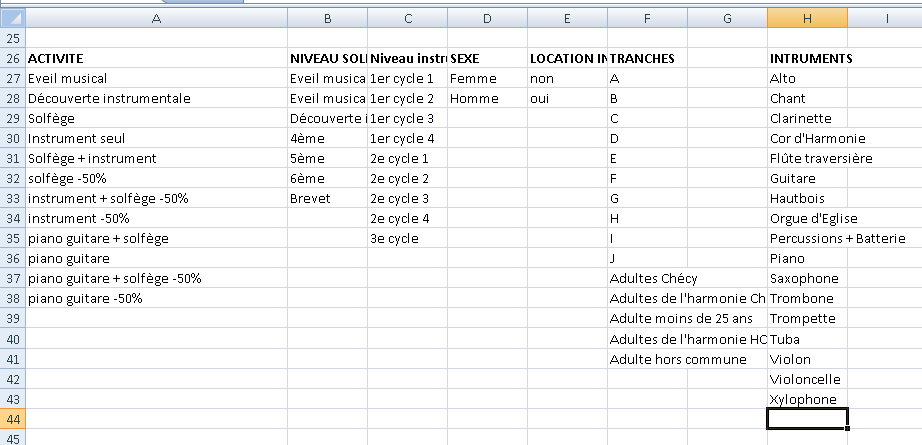 A B C D E F G H I
25
26 ACTIVITE NIVEAU SOL Niveau instr SEXE LOCATION IN TRANCHES INTRUMENTS
27 Eveil musical Eveil musica 1er cycle 1 Femme non A Alto
28 Découverte instrumentale Eveil musica 1er cycle 2 Homme oui B Chant
29 Solfège Découverte i 1er cycle 3 C Clarinette
30 Instrument seul 4ème 1er cycle 4 D Cor d'Harmonie
31 Solfège + instrument 5ème 2e cycle 1 E Flûte traversière
32 solfège -50% 6ème 2e cycle 2 F Guitare
33 instrument + solfège -50% Brevet 2e cycle 3 G Hautbois
34 instrument -50% 2e cycle 4 H Orgue d'Eglise
35 piano guitare + solfège 3e cycle I Percussions + Batterie
36 piano guitare J Piano
37 piano guitare + solfège -50% Adultes Chécy Saxophone
38 piano guitare -50% Adultes de l'harmonie Ch Trombone
39 Adulte moins de 25 ans Trompette
40 Adultes de l'harmonie HC Tuba
41 Adulte hors commune Violon
42 Violoncelle
43 Xylophone
44
45